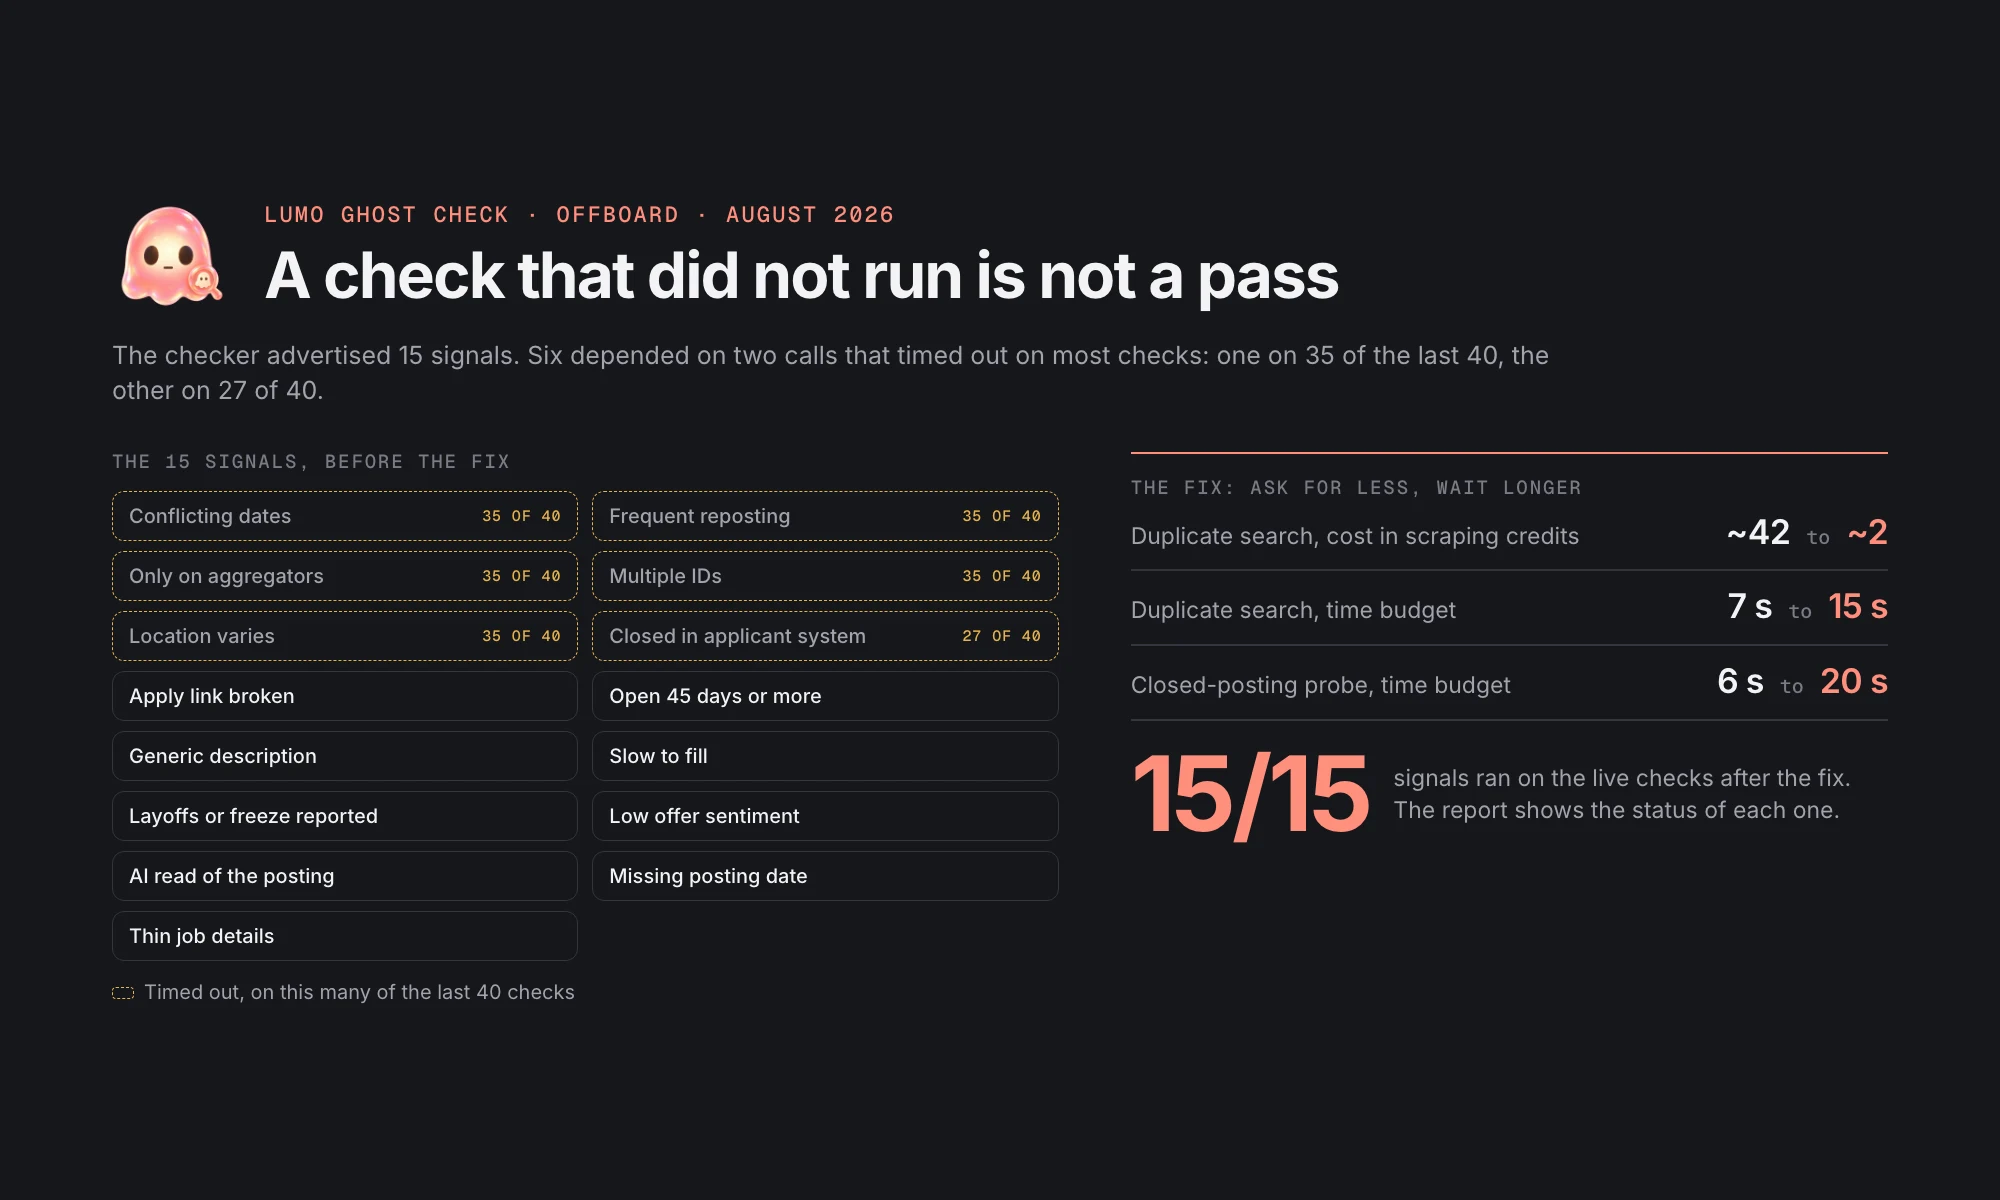 LUMO GHOST CHECK · OFFBOARD · AUGUST 2026
A check that did not run is not a pass
The checker advertised 15 signals. Six depended on two calls that timed out on most checks: one on 35 of the last 40, the
other on 27 of 40.
THE 15 SIGNALS, BEFORE THE FIX
Conflicting dates 35 OF 40
Frequent reposting 35 OF 40
Only on aggregators 35 OF 40
Multiple IDs 35 OF 40
Location varies 35 OF 40
Closed in applicant system 27 OF 40
Apply link broken
Open 45 days or more
Generic description
Slow to fill
Layoffs or freeze reported
Low offer sentiment
AI read of the posting
Missing posting date
Thin job details
Timed out, on this many of the last 40 checks
THE FIX: ASK FOR LESS, WAIT LONGER
Duplicate search, cost in scraping credits ~42 to ~2
Duplicate search, time budget 7 s to 15 s
Closed-posting probe, time budget 6 s to 20 s
15/15
signals ran on the live checks after the fix.
The report shows the status of each one.